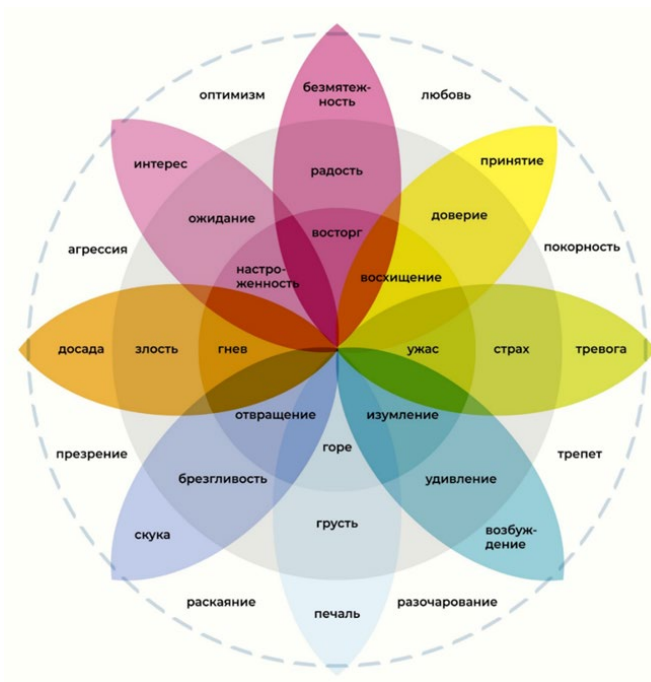 безмятеж-
ность
оптимизм
любовь
интерес
принятие
радость
ожидание
доверие
восторг
агрессия
покорность
настро-
женность
восхищение
досада
злость
гнев
ужас
страх
тревога
отвращение
изумление
горе
презрение
трепет
брезгливость
удивление
грусть
скука
возбуж-
дение
раскаяние
печаль
разочарование